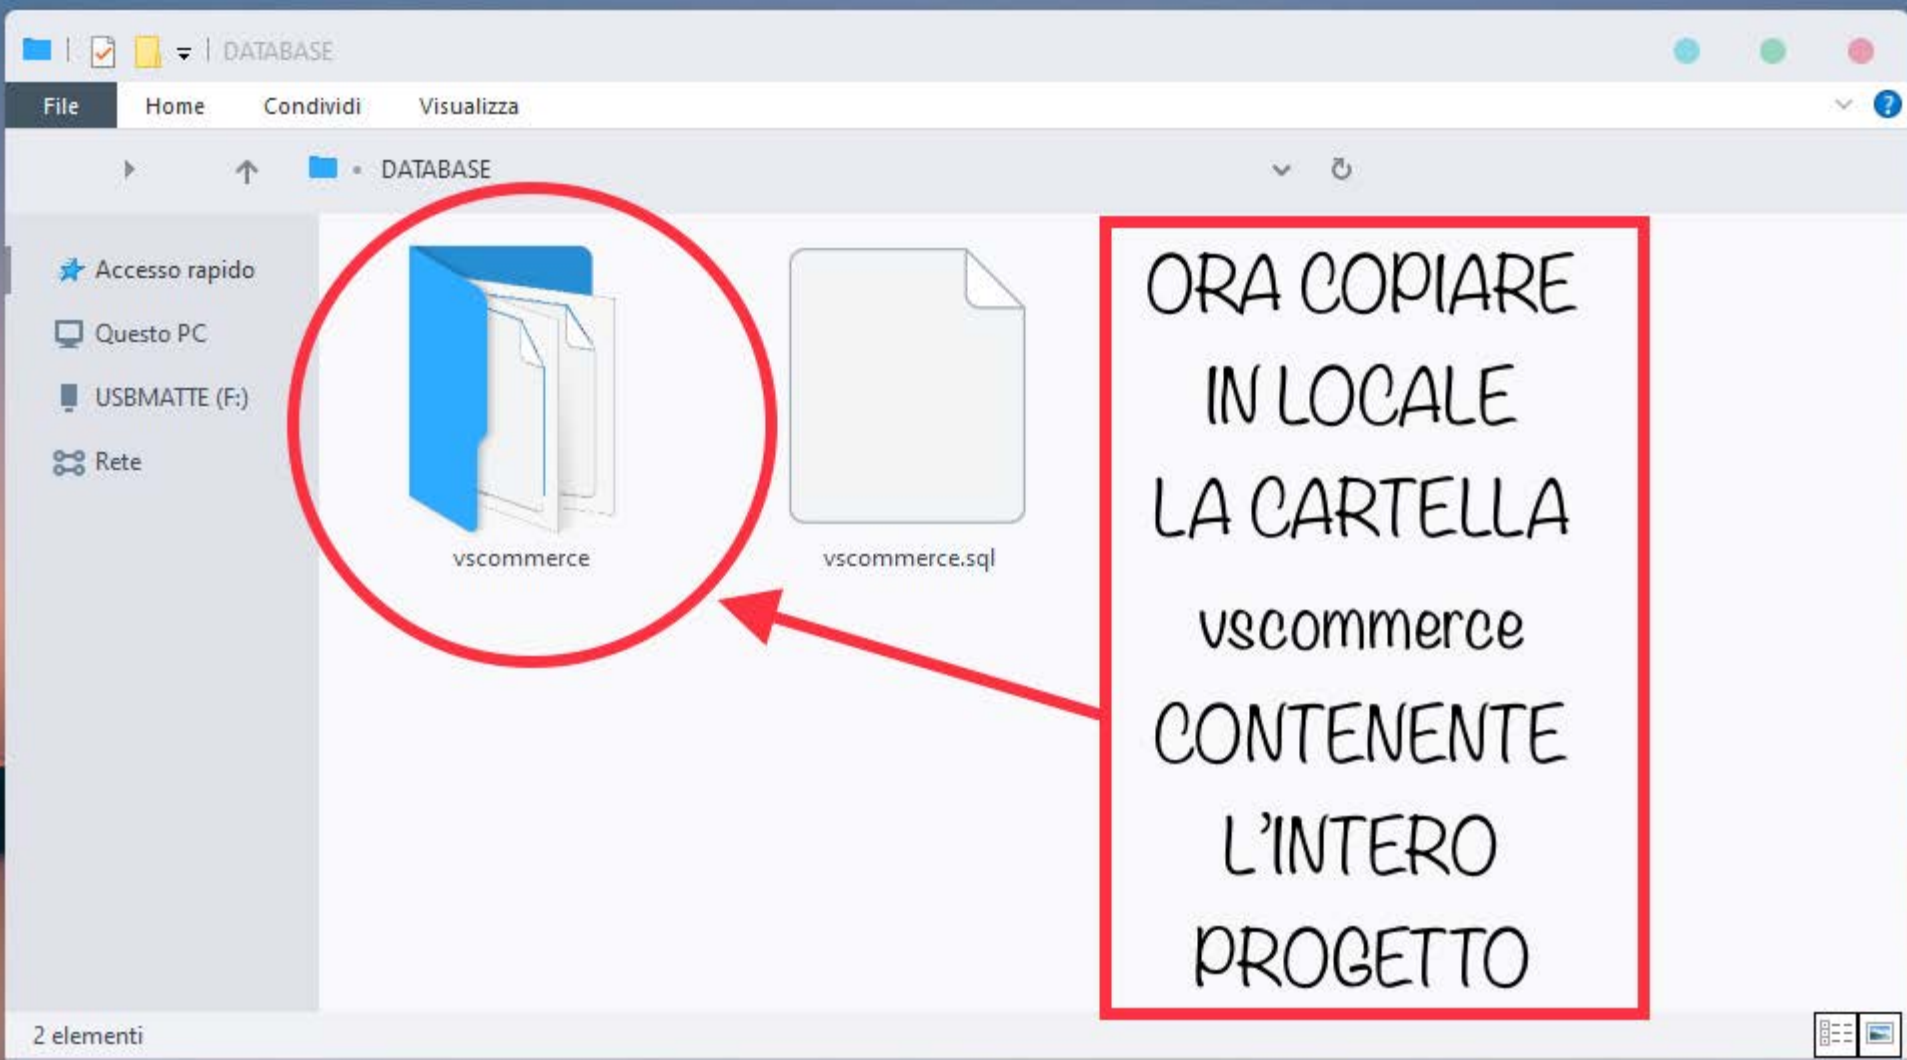 DATABASE
File Home Condividi Visualizza
DATABASE
Accesso rapido
Questo PC
USBMATTE (F:)
Rete
vscommerce
vscommerce.sql
ORA COPIARE
IN LOCALE
LA CARTELLA
vscommerce
CONTENENTE
L'INTERO
PROGETTO
2 elementi